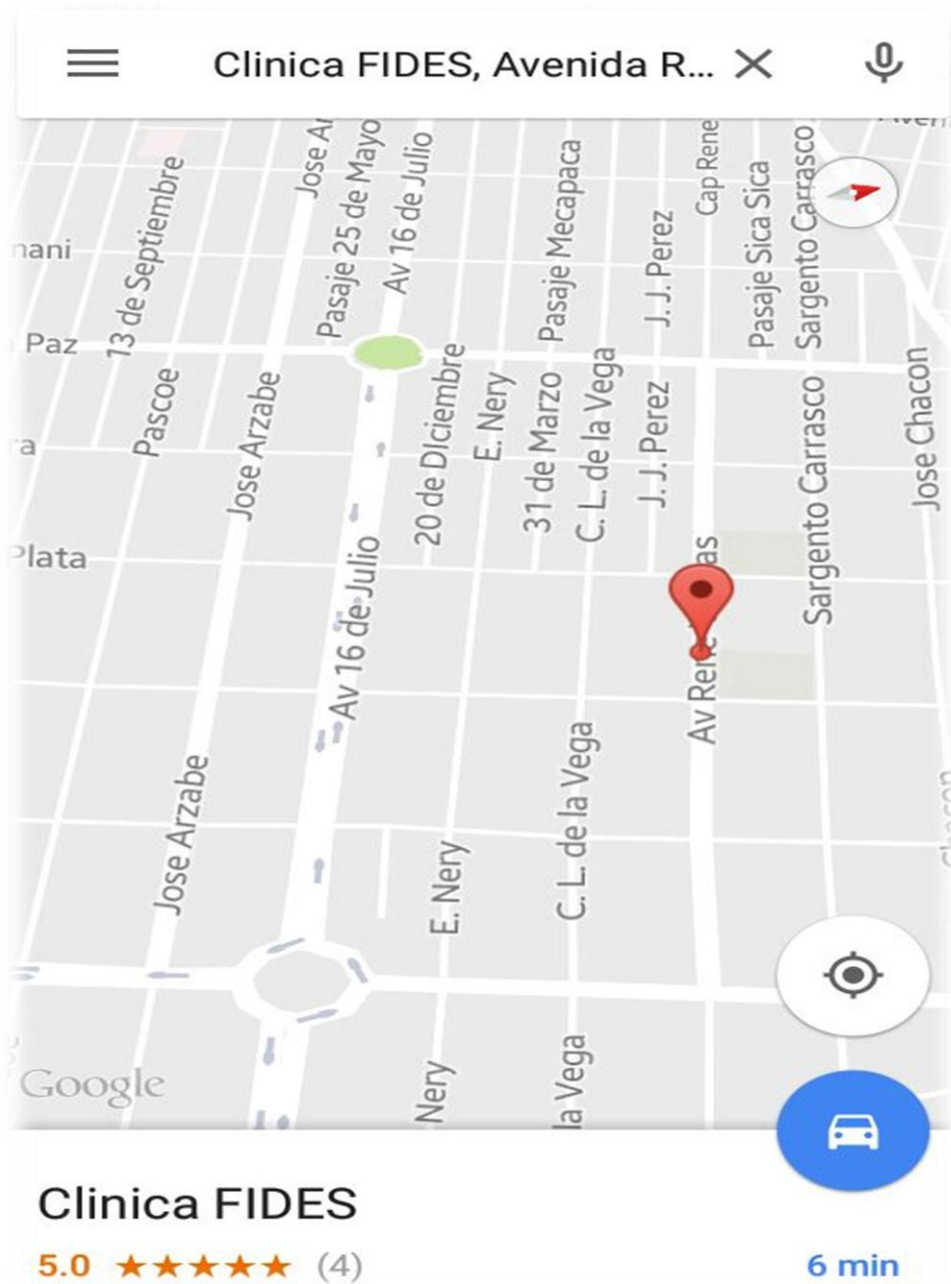 Clinica FIDES, Avenida R...
Jose Ar
Pasaje 25 de Mayo
Av 16 de Julio
Pasaje Mecapaca
J. J. Perez
Cap Rene
Pasaje Sica Sica
Sargento Carrasco
nani
13 de Septiembre
Paz
Pascoe
Jose Arzabe
20 de DIciembre
E. Nery
31 de Marzo
C. L. de la Vega
J. J. Perez
Sargento Carrasco
Jose Chacon
ra
Plata
Av 16 de Julio
Av Rene
as
Jose Arzabe
E. Nery
C. L. de la Vega
Nery
la Vega
Google
Clinica FIDES
5.0 ★★★★★ (4)
6 min